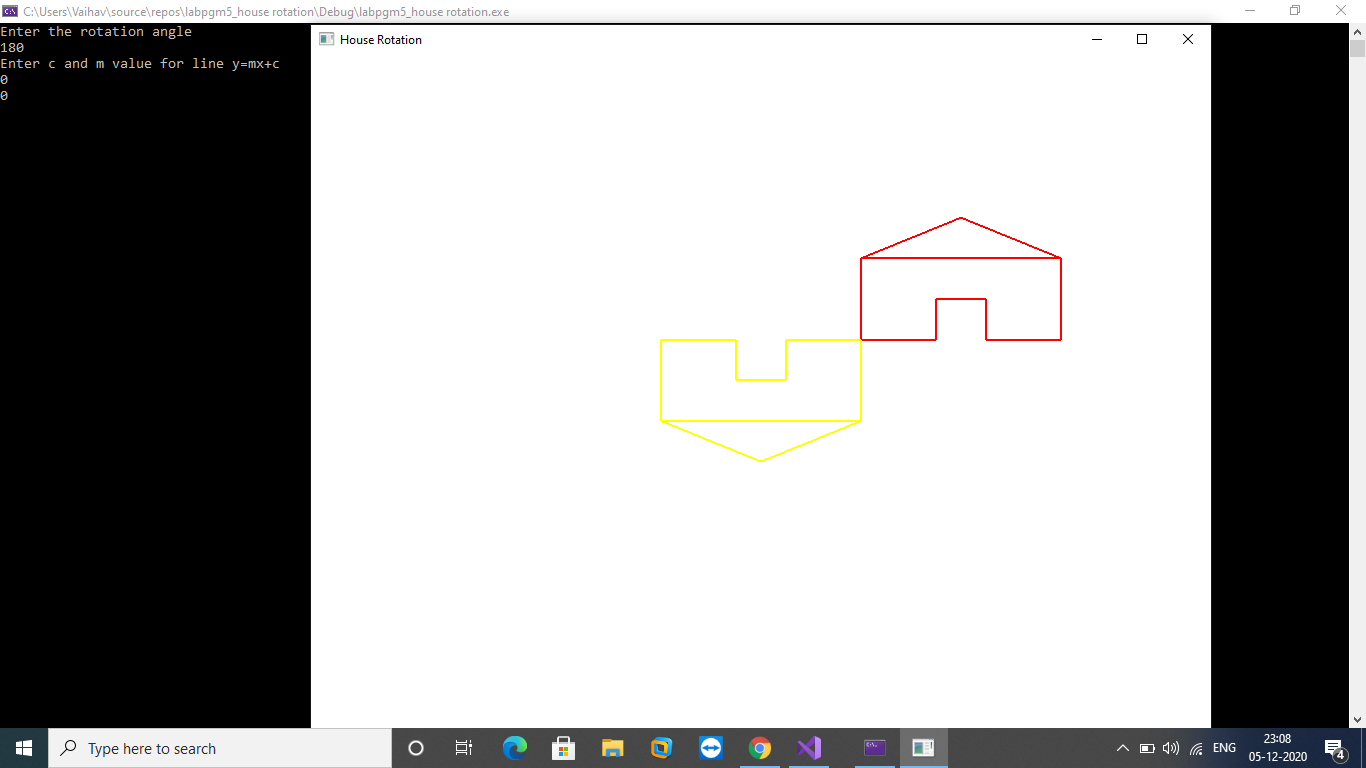 C:\Users\Vaihav\source\repos\labpgm5_house rotation\Debug\labpgm5_house rotation.exe
Enter the rotation angle
180
Enter c and m value for line y=mx+c
0
0
House Rotation
Type here to search
ENG
23:08
05-12-2020
4